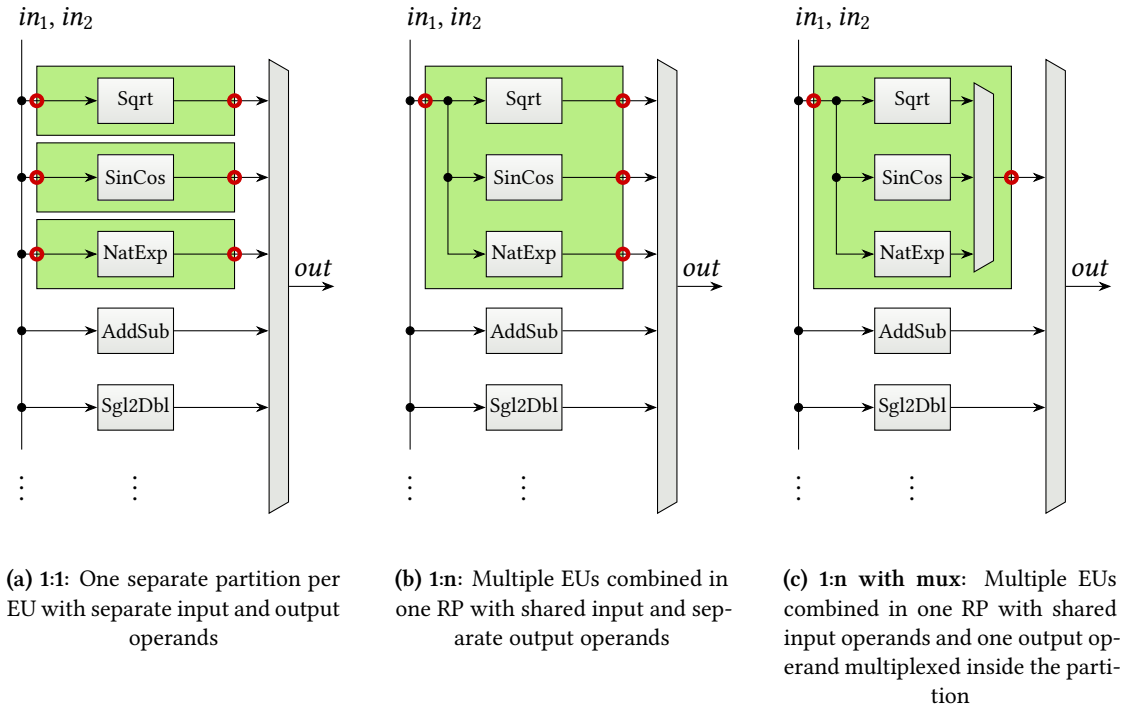 in1, in2
Sqrt
SinCos
NatExp
out
AddSub
Sgl2Dbl
⋮ ⋮
(a) 1:1: One separate partition per
EU with separate input and output
operands
in1, in2
Sqrt
SinCos
NatExp
out
AddSub
Sgl2Dbl
⋮ ⋮
(b) 1:n: Multiple EUs combined in
one RP with shared input and sep-
arate output operands
in1, in2
Sqrt
SinCos
NatExp
out
AddSub
Sgl2Dbl
⋮ ⋮
(c) 1:n with mux: Multiple EUs
combined in one RP with shared
input operands and one output op-
erand multiplexed inside the parti-
tion